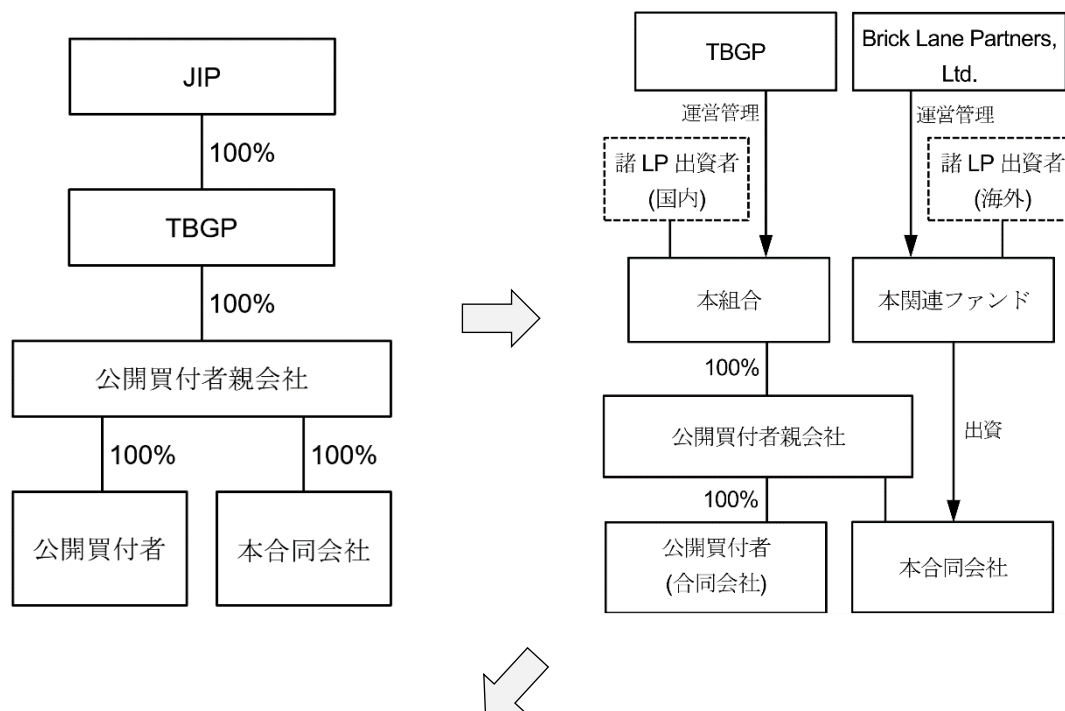 JIP
100%
TBGP
100%
公開買付者親会社
100%
100%
公開買付者
本合同会社
TBGP
Brick Lane Partners,
Ltd.
運営管理
運営管理
諸 LP 出資者
(国内)
諸 LP 出資者
(海外)
本組合
本関連ファンド
100%
公開買付者親会社
出資
100%
公開買付者
(合同会社)
本合同会社